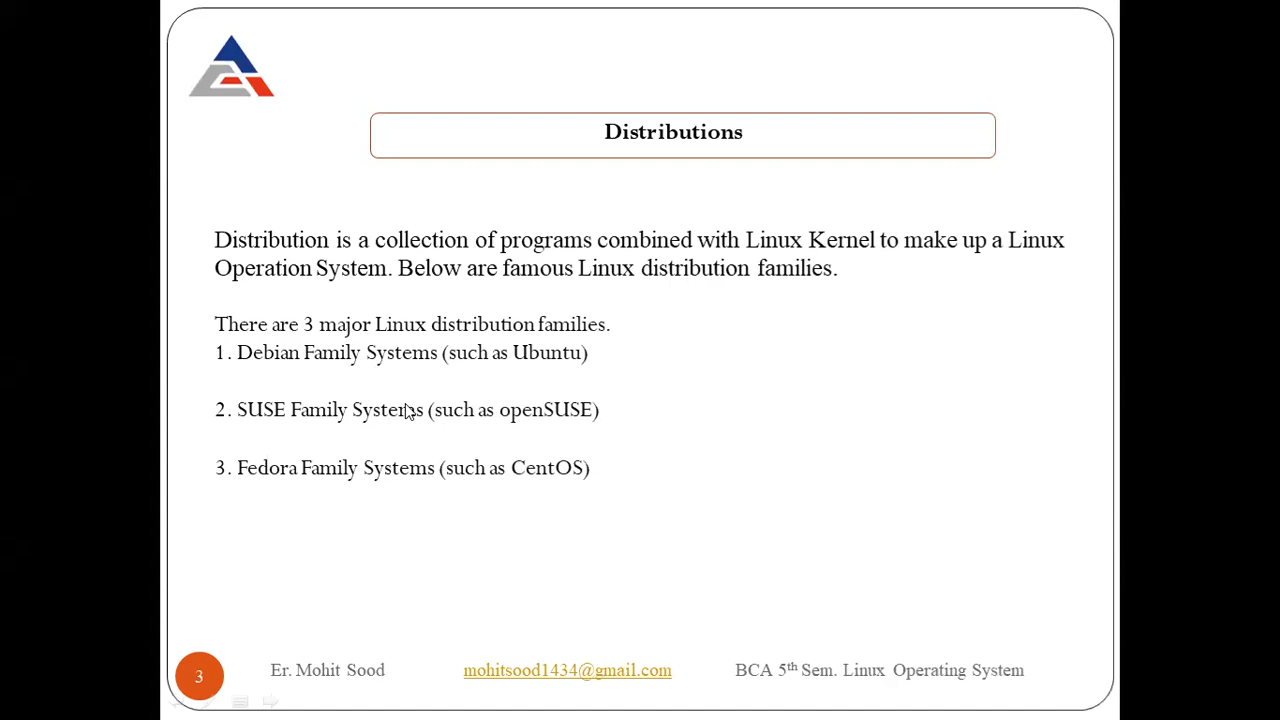 Distributions
Distribution is a collection of programs combined with Linux Kernel to make up a Linux
Operation System. Below are famous Linux distribution families.
There are 3 major Linux distribution families.
1. Debian Family Systems (such as Ubuntu)
2. SUSE Family Systems (such as openSUSE)
3. Fedora Family Systems (such as CentOS)
3 Er. Mohit Sood mohitsood1434@gmail.com BCA 5th Sem. Linux Operating System